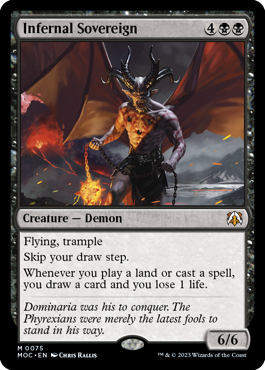 Infernal Sovereign 4
Creature — Demon
Flying, trample
Skip your draw step.
Whenever you play a land or cast a spell,
you draw a card and you lose 1 life.
Dominaria was his to conquer. The
Phyrexians were merely the latest fools to
stand in his way.
6/6
M 0075
MOC • EN Chris Rallis
™ & © 2023 Wizards of the Coast